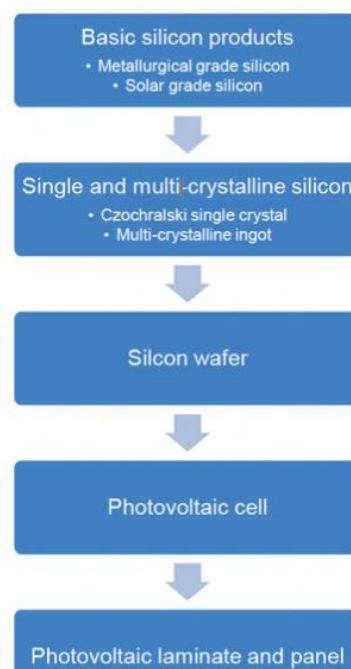 Basic silicon products
• Metallurgical grade silicon
• Solar grade silicon
Single and multi-crystalline silicon
• Czochralski single crystal
• Multi-crystalline ingot
Silcon wafer
Photovoltaic cell
Photovoltaic laminate and panel